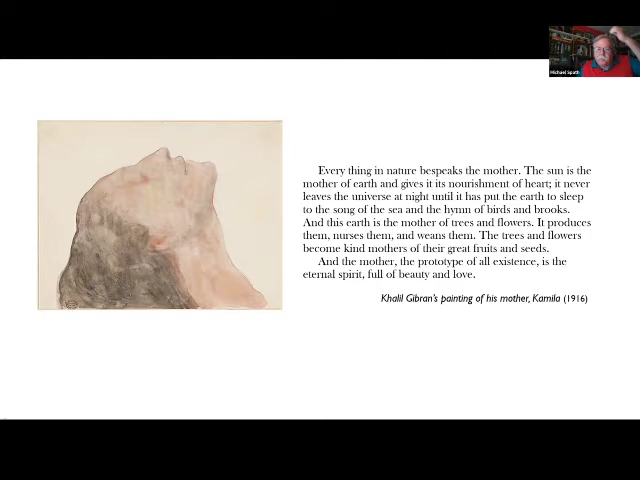 Michael Spath
Every thing in nature bespeaks the mother. The sun is the
mother of earth and gives it its nourishment of heart; it never
leaves the universe at night until it has put the earth to sleep
to the song of the sea and the hymn of birds and brooks.
And this earth is the mother of trees and flowers. It produces
them, nurses them, and weans them. The trees and flowers
become kind mothers of their great fruits and seeds.
And the mother, the prototype of all existence, is the
eternal spirit, full of beauty and love.
Khalil Gibran's painting of his mother, Kamila (1916)